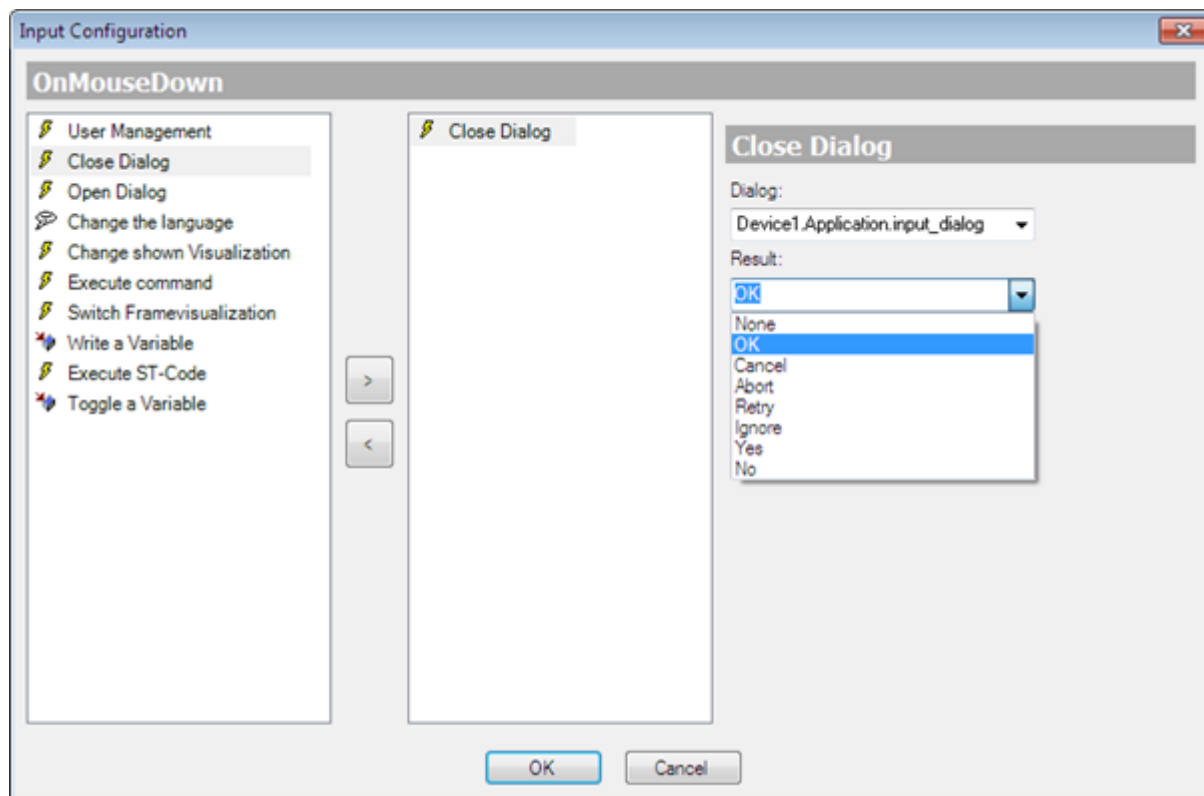 Input Configuration
OnMouseDown
User Management
Close Dialog
Open Dialog
Change the language
Change shown Visualization
Execute command
Switch Framevisualization
Write a Variable
Execute ST-Code
Toggle a Variable
>
<
Close Dialog
Close Dialog
Dialog:
Device1.Application.input_dialog
Result:
OK
None
OK
Cancel
Abort
Retry
Ignore
Yes
No
OK
Cancel